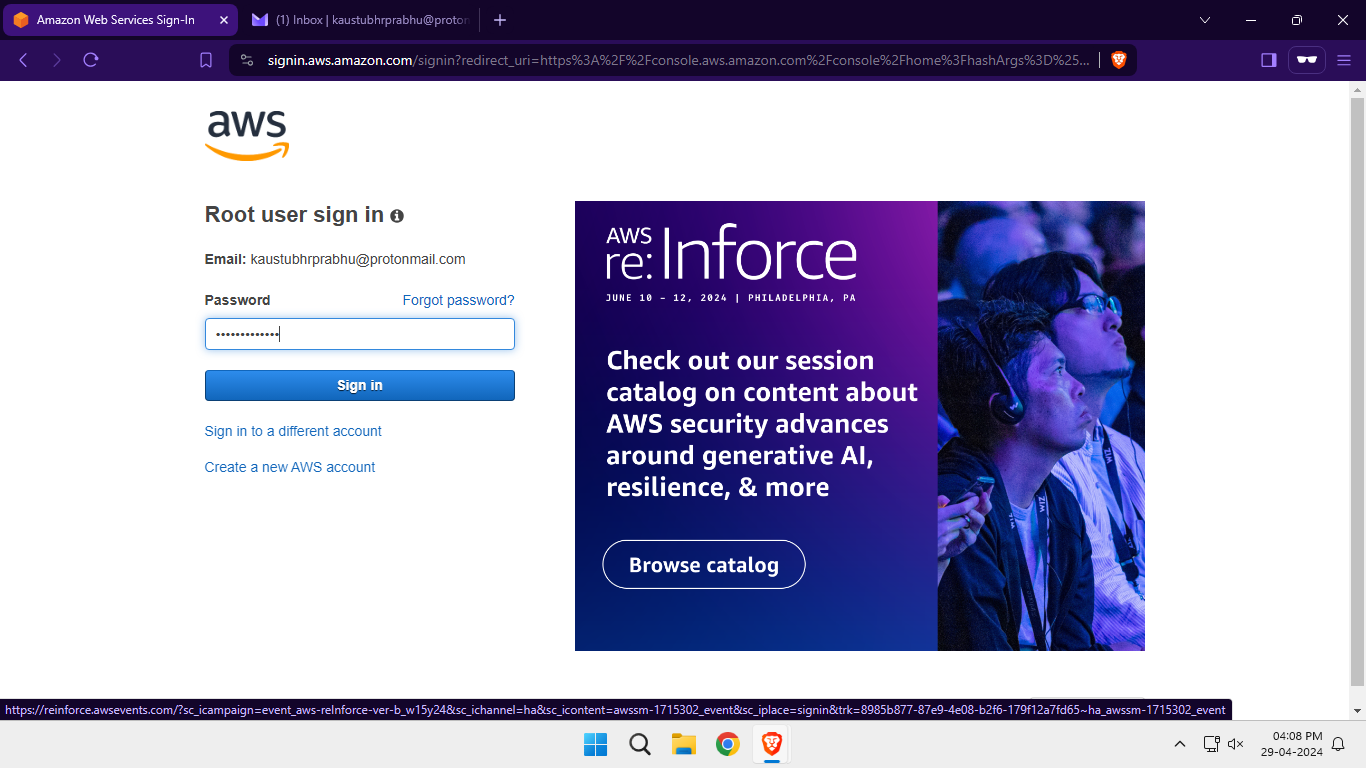 Amazon Web Services Sign-In
(1) Inbox | kaustubhrprabhu@proton
signin.aws.amazon.com/signin?redirect_uri=https%3A%2F%2Fconsole.aws.amazon.com%2Fconsole%2Fhome%3FhashArgs%3D%25...
aws
Root user sign in
Email: kaustubhrprabhu@protonmail.com
Password
Forgot password?
•••••••••••••
Sign in
Sign in to a different account
Create a new AWS account
AWS
re:Inforce
JUNE 10 – 12, 2024 | PHILADELPHIA, PA
Check out our session
catalog on content about
AWS security advances
around generative AI,
resilience, & more
Browse catalog
WIZ
https://reinforce.awsevents.com/?sc_icampaign=event_aws-reInforce-ver-b_w15y24&sc_ichannel=ha&sc_icontent=awssm-1715302_event&sc_iplace=signin&trk=8985b877-87e9-4e08-b2f6-179f12a7fd65~ha_awssm-1715302_event
04:08 PM
29-04-2024